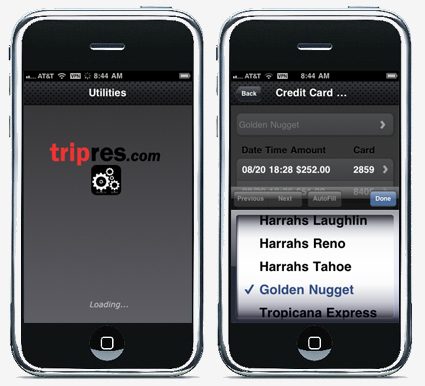 AT&T VPN 8:44 AM
Utilities
tripres.com
Loading...
AT&T VPN 8:44 AM
Back Credit Card ...
Golden Nugget
Date Time Amount Card
08/20 18:28 $252.00 2859
Previous Next AutoFill Done
Harrahs Laughlin
Harrahs Reno
Harrahs Tahoe
✓ Golden Nugget
Tropicana Express